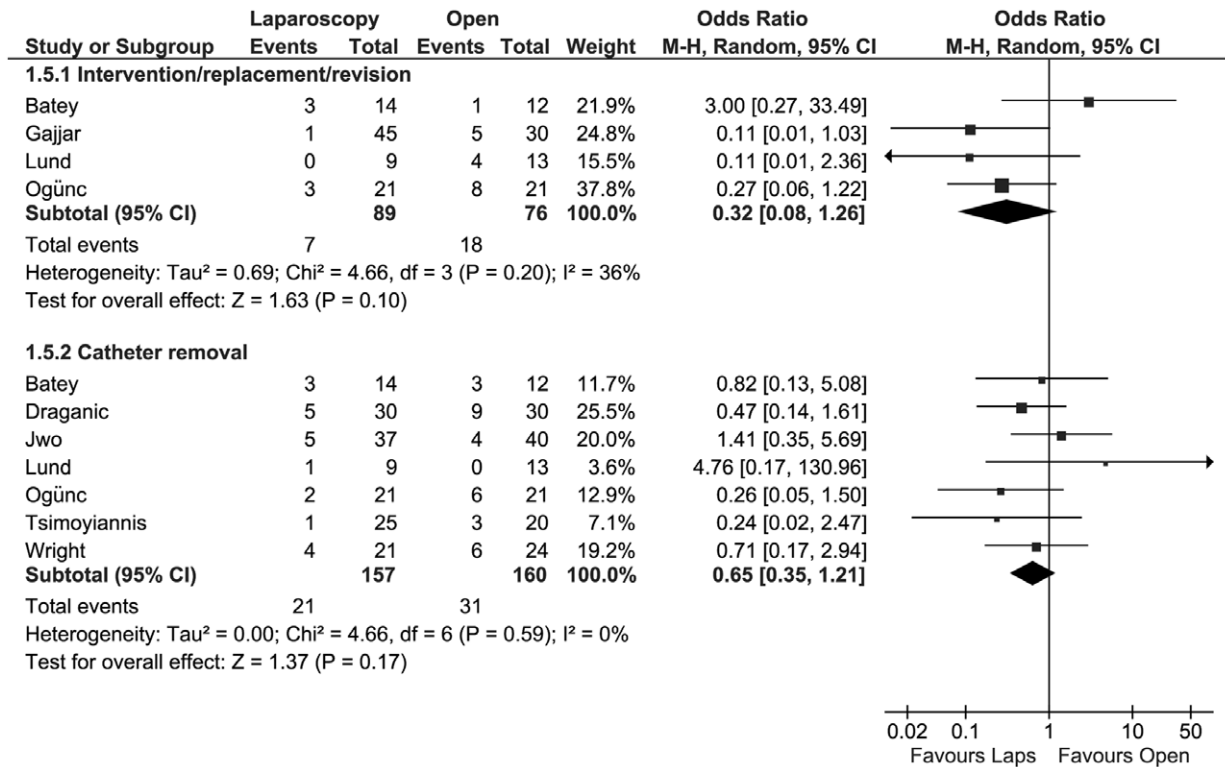 Laparoscopy Open Odds Ratio Odds Ratio
Study or Subgroup Events Total Events Total Weight M-H, Random, 95% CI M-H, Random, 95% CI
1.5.1 Intervention/replacement/revision
Batey 3 14 1 12 21.9% 3.00 [0.27, 33.49]
Gajjar 1 45 5 30 24.8% 0.11 [0.01, 1.03]
Lund 0 9 4 13 15.5% 0.11 [0.01, 2.36]
Ogünc 3 21 8 21 37.8% 0.27 [0.06, 1.22]
Subtotal (95% CI) 89 76 100.0% 0.32 [0.08, 1.26]
Total events 7 18
Heterogeneity: Tau² = 0.69; Chi² = 4.66, df = 3 (P = 0.20); I² = 36%
Test for overall effect: Z = 1.63 (P = 0.10)
1.5.2 Catheter removal
Batey 3 14 3 12 11.7% 0.82 [0.13, 5.08]
Draganic 5 30 9 30 25.5% 0.47 [0.14, 1.61]
Jwo 5 37 4 40 20.0% 1.41 [0.35, 5.69]
Lund 1 9 0 13 3.6% 4.76 [0.17, 130.96]
Ogünc 2 21 6 21 12.9% 0.26 [0.05, 1.50]
Tsimoyiannis 1 25 3 20 7.1% 0.24 [0.02, 2.47]
Wright 4 21 6 24 19.2% 0.71 [0.17, 2.94]
Subtotal (95% CI) 157 160 100.0% 0.65 [0.35, 1.21]
Total events 21 31
Heterogeneity: Tau² = 0.00; Chi² = 4.66, df = 6 (P = 0.59); I² = 0%
Test for overall effect: Z = 1.37 (P = 0.17)
0.02 0.1 1 10 50
Favours Laps Favours Open